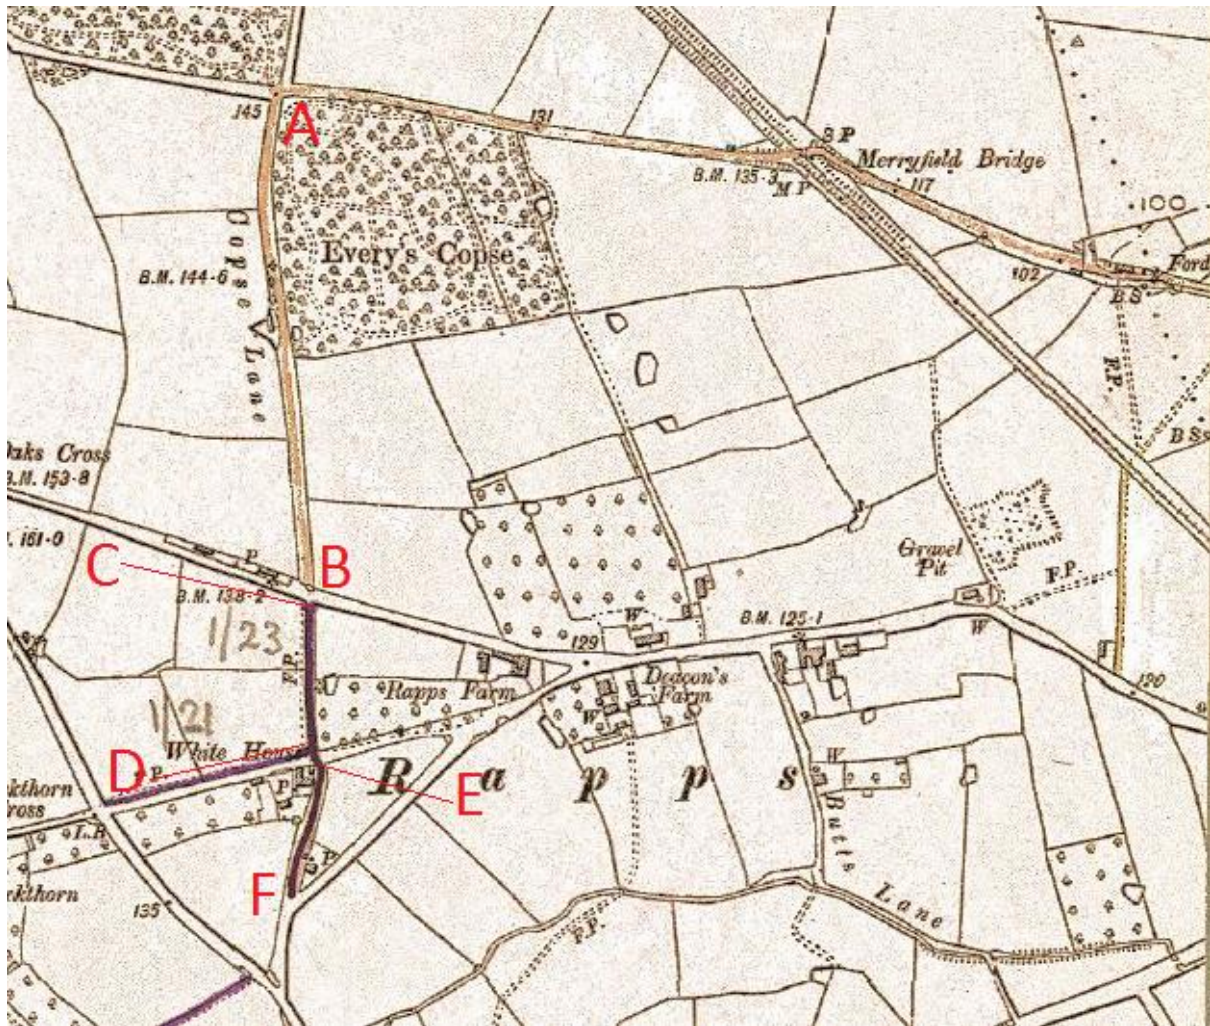 145
A
131
B.M. 135·3
S P
M P
Merryfield Bridge
117
100
102
Ford
B S
F.P.
B Ss
Copse Lane
B.M. 144·6
Every's Copse
Oaks Cross
B.M. 153·8
161·0
C
B
P
B.M. 138·2
1/23
F.P.
129
W
B.M. 125·1
Gravel
Pit
F.P.
W
Rapps Farm
Deacon's
Farm
W
1/21
White House
D
P
Rapps
E
W
Butts Lane
P
L.B.
F
P
135
F.P.